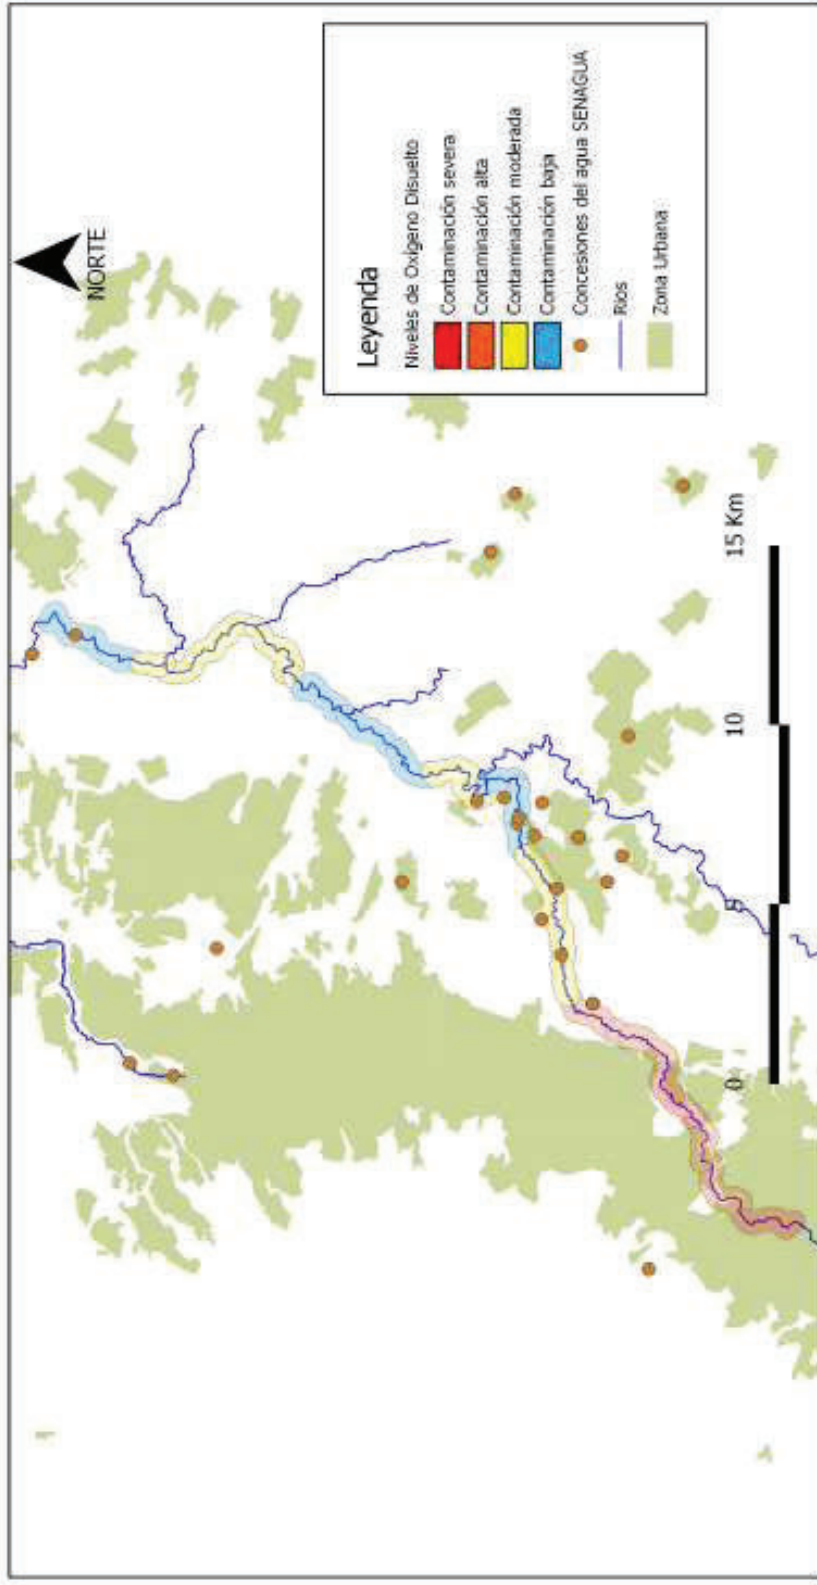 NORTE
Leyenda
Niveles de Oxígeno Disuelto
Contaminación severa
Contaminación alta
Contaminación moderada
Contaminación baja
Concesiones del agua SENAGUA
Ríos
Zona Urbana
0
5
10
15 Km